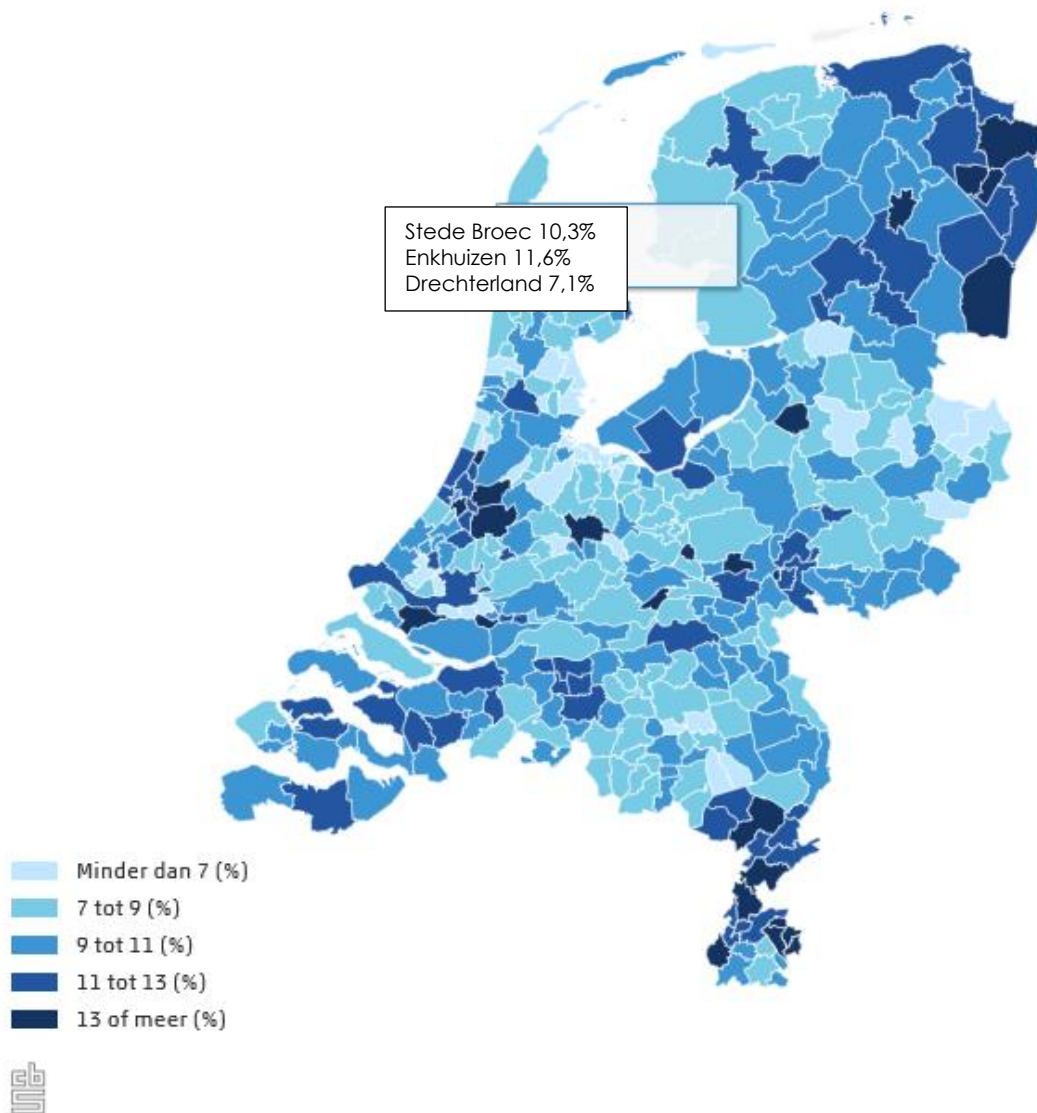 Stede Broec 10,3%
Enkhuizen 11,6%
Drechterland 7,1%
Minder dan 7 (%)
7 tot 9 (%)
9 tot 11 (%)
11 tot 13 (%)
13 of meer (%)
cbs